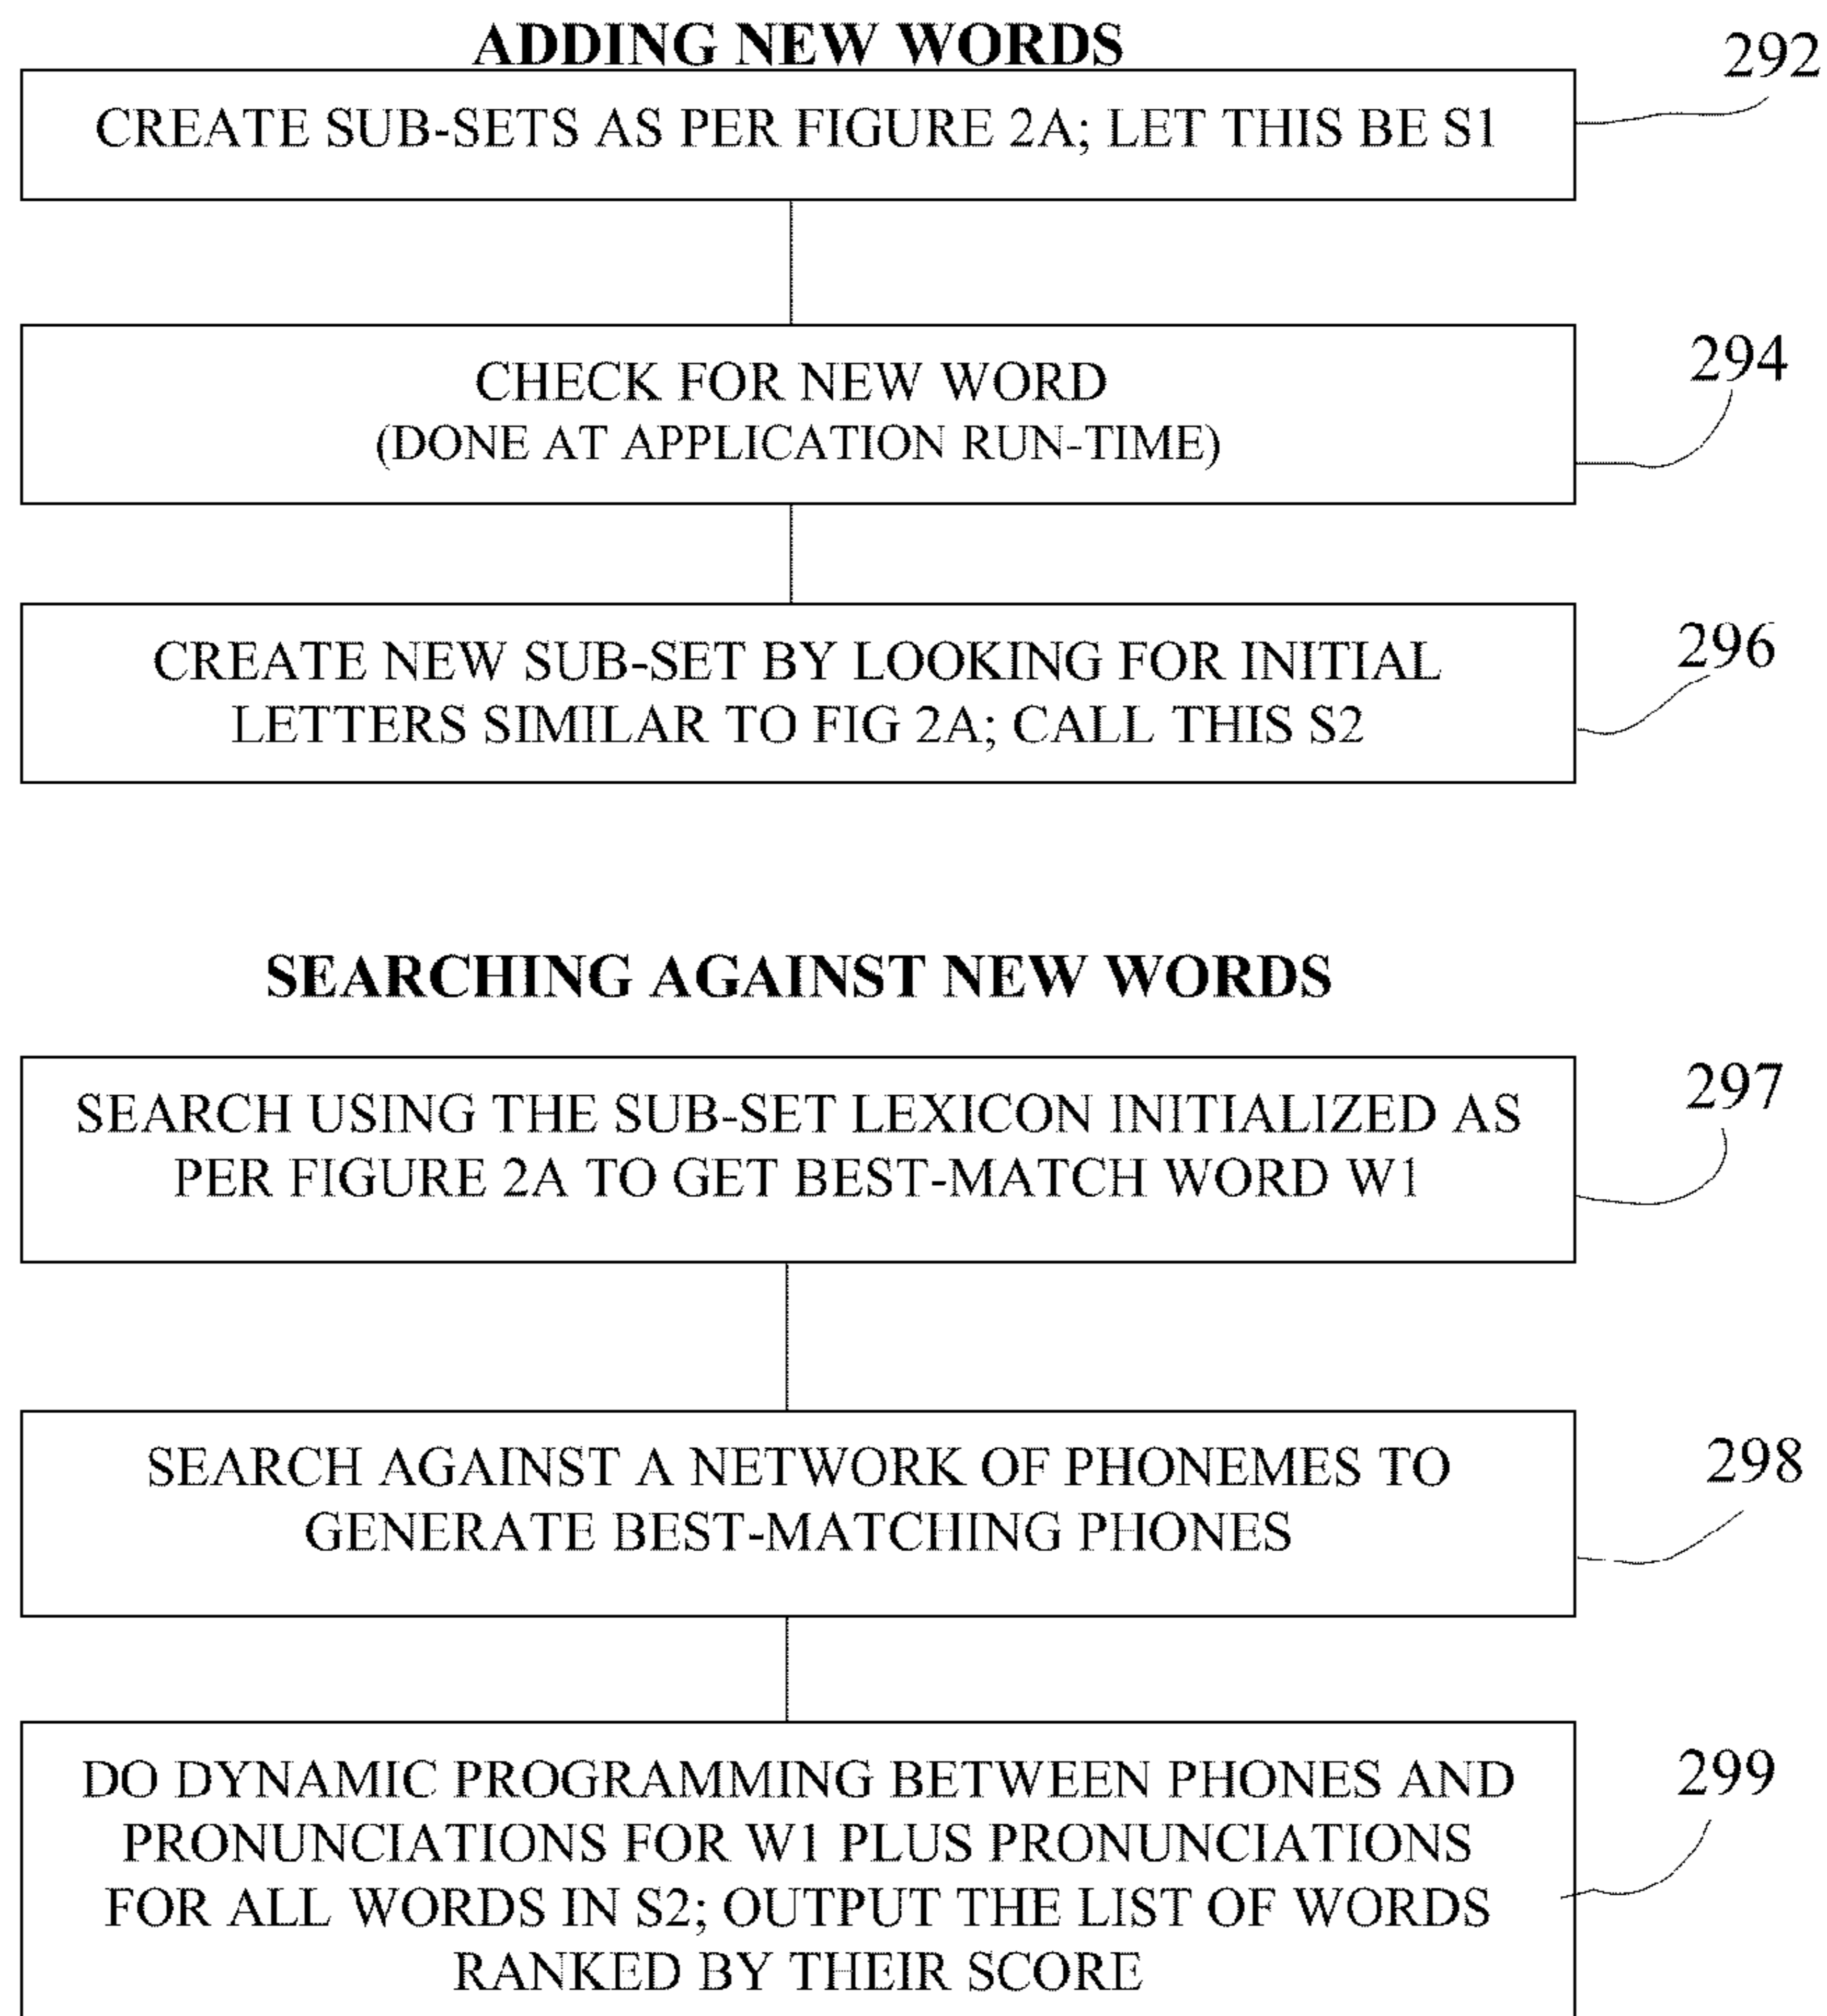 ADDING NEW WORDS
292
CREATE SUB-SETS AS PER FIGURE 2A; LET THIS BE S1
294
CHECK FOR NEW WORD
(DONE AT APPLICATION RUN-TIME)
296
CREATE NEW SUB-SET BY LOOKING FOR INITIAL
LETTERS SIMILAR TO FIG 2A; CALL THIS S2
SEARCHING AGAINST NEW WORDS
297
SEARCH USING THE SUB-SET LEXICON INITIALIZED AS
PER FIGURE 2A TO GET BEST-MATCH WORD W1
298
SEARCH AGAINST A NETWORK OF PHONEMES TO
GENERATE BEST-MATCHING PHONES
299
DO DYNAMIC PROGRAMMING BETWEEN PHONES AND
PRONUNCIATIONS FOR W1 PLUS PRONUNCIATIONS
FOR ALL WORDS IN S2; OUTPUT THE LIST OF WORDS
RANKED BY THEIR SCORE